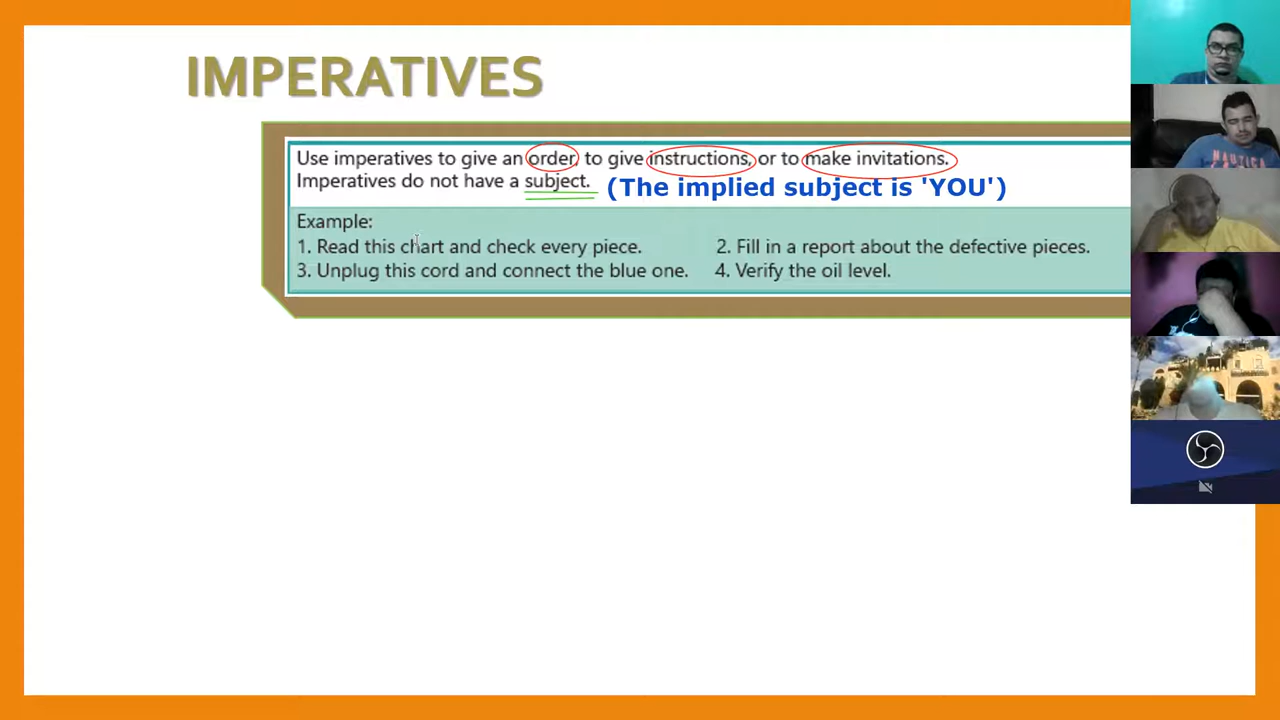 IMPERATIVES
Use imperatives to give an order, to give instructions, or to make invitations.
Imperatives do not have a subject. (The implied subject is 'YOU')
Example:
1. Read this chart and check every piece. 2. Fill in a report about the defective pieces.
3. Unplug this cord and connect the blue one. 4. Verify the oil level.
NAUTICA